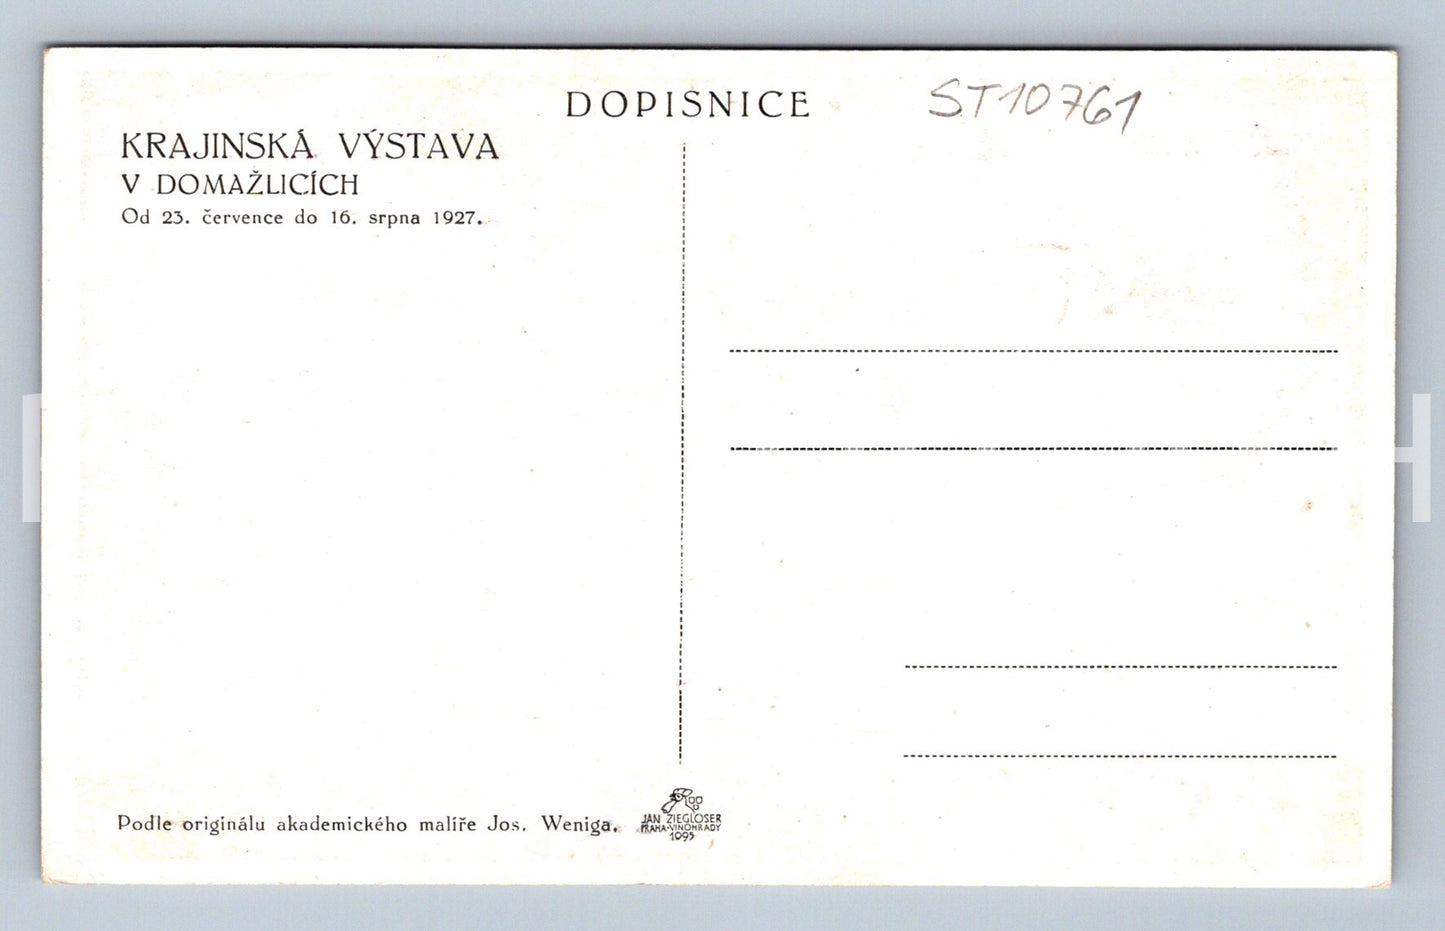 DOPISNICE
ST10761
KRAJINSKÁ VÝSTAVA
V DOMAŽLICÍCH
Od 23. července do 16. srpna 1927.
Podle originálu akademického malíře Jos. Weniga.
JAN ZIEGLOSER
PRAHA-VINOHRADY
1095